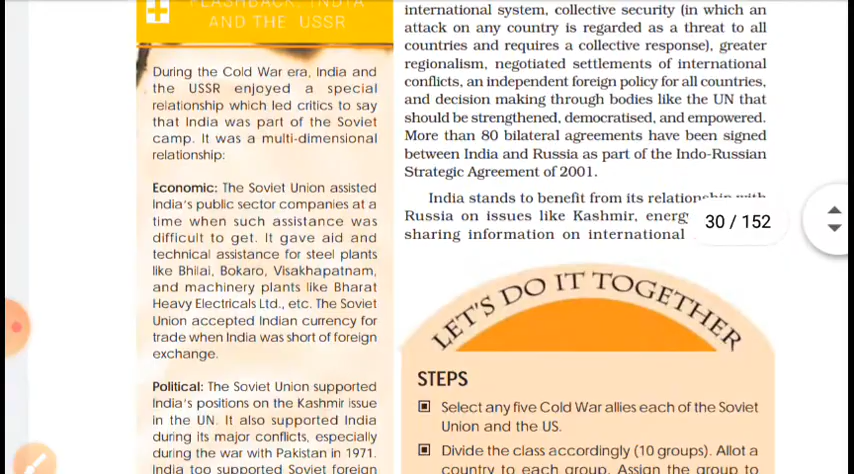 FLASHBACK: INDIA
AND THE USSR
During the Cold War era, India and
the USSR enjoyed a special
relationship which led critics to say
that India was part of the Soviet
camp. It was a multi-dimensional
relationship:
Economic: The Soviet Union assisted
India's public sector companies at a
time when such assistance was
difficult to get. It gave aid and
technical assistance for steel plants
like Bhilai, Bokaro, Visakhapatnam,
and machinery plants like Bharat
Heavy Electricals Ltd., etc. The Soviet
Union accepted Indian currency for
trade when India was short of foreign
exchange.
Political: The Soviet Union supported
India's positions on the Kashmir issue
in the UN. It also supported India
during its major conflicts, especially
during the war with Pakistan in 1971.
India too supported Soviet foreign
international system, collective security (in which an
attack on any country is regarded as a threat to all
countries and requires a collective response), greater
regionalism, negotiated settlements of international
conflicts, an independent foreign policy for all countries,
and decision making through bodies like the UN that
should be strengthened, democratised, and empowered.
More than 80 bilateral agreements have been signed
between India and Russia as part of the Indo-Russian
Strategic Agreement of 2001.
India stands to benefit from its relationship with
Russia on issues like Kashmir, energ
sharing information on international
30 / 152
LET'S DO IT TOGETHER
STEPS
Select any five Cold War allies each of the Soviet
Union and the US.
Divide the class accordingly (10 groups). Allot a
country to each group. Assign the group to